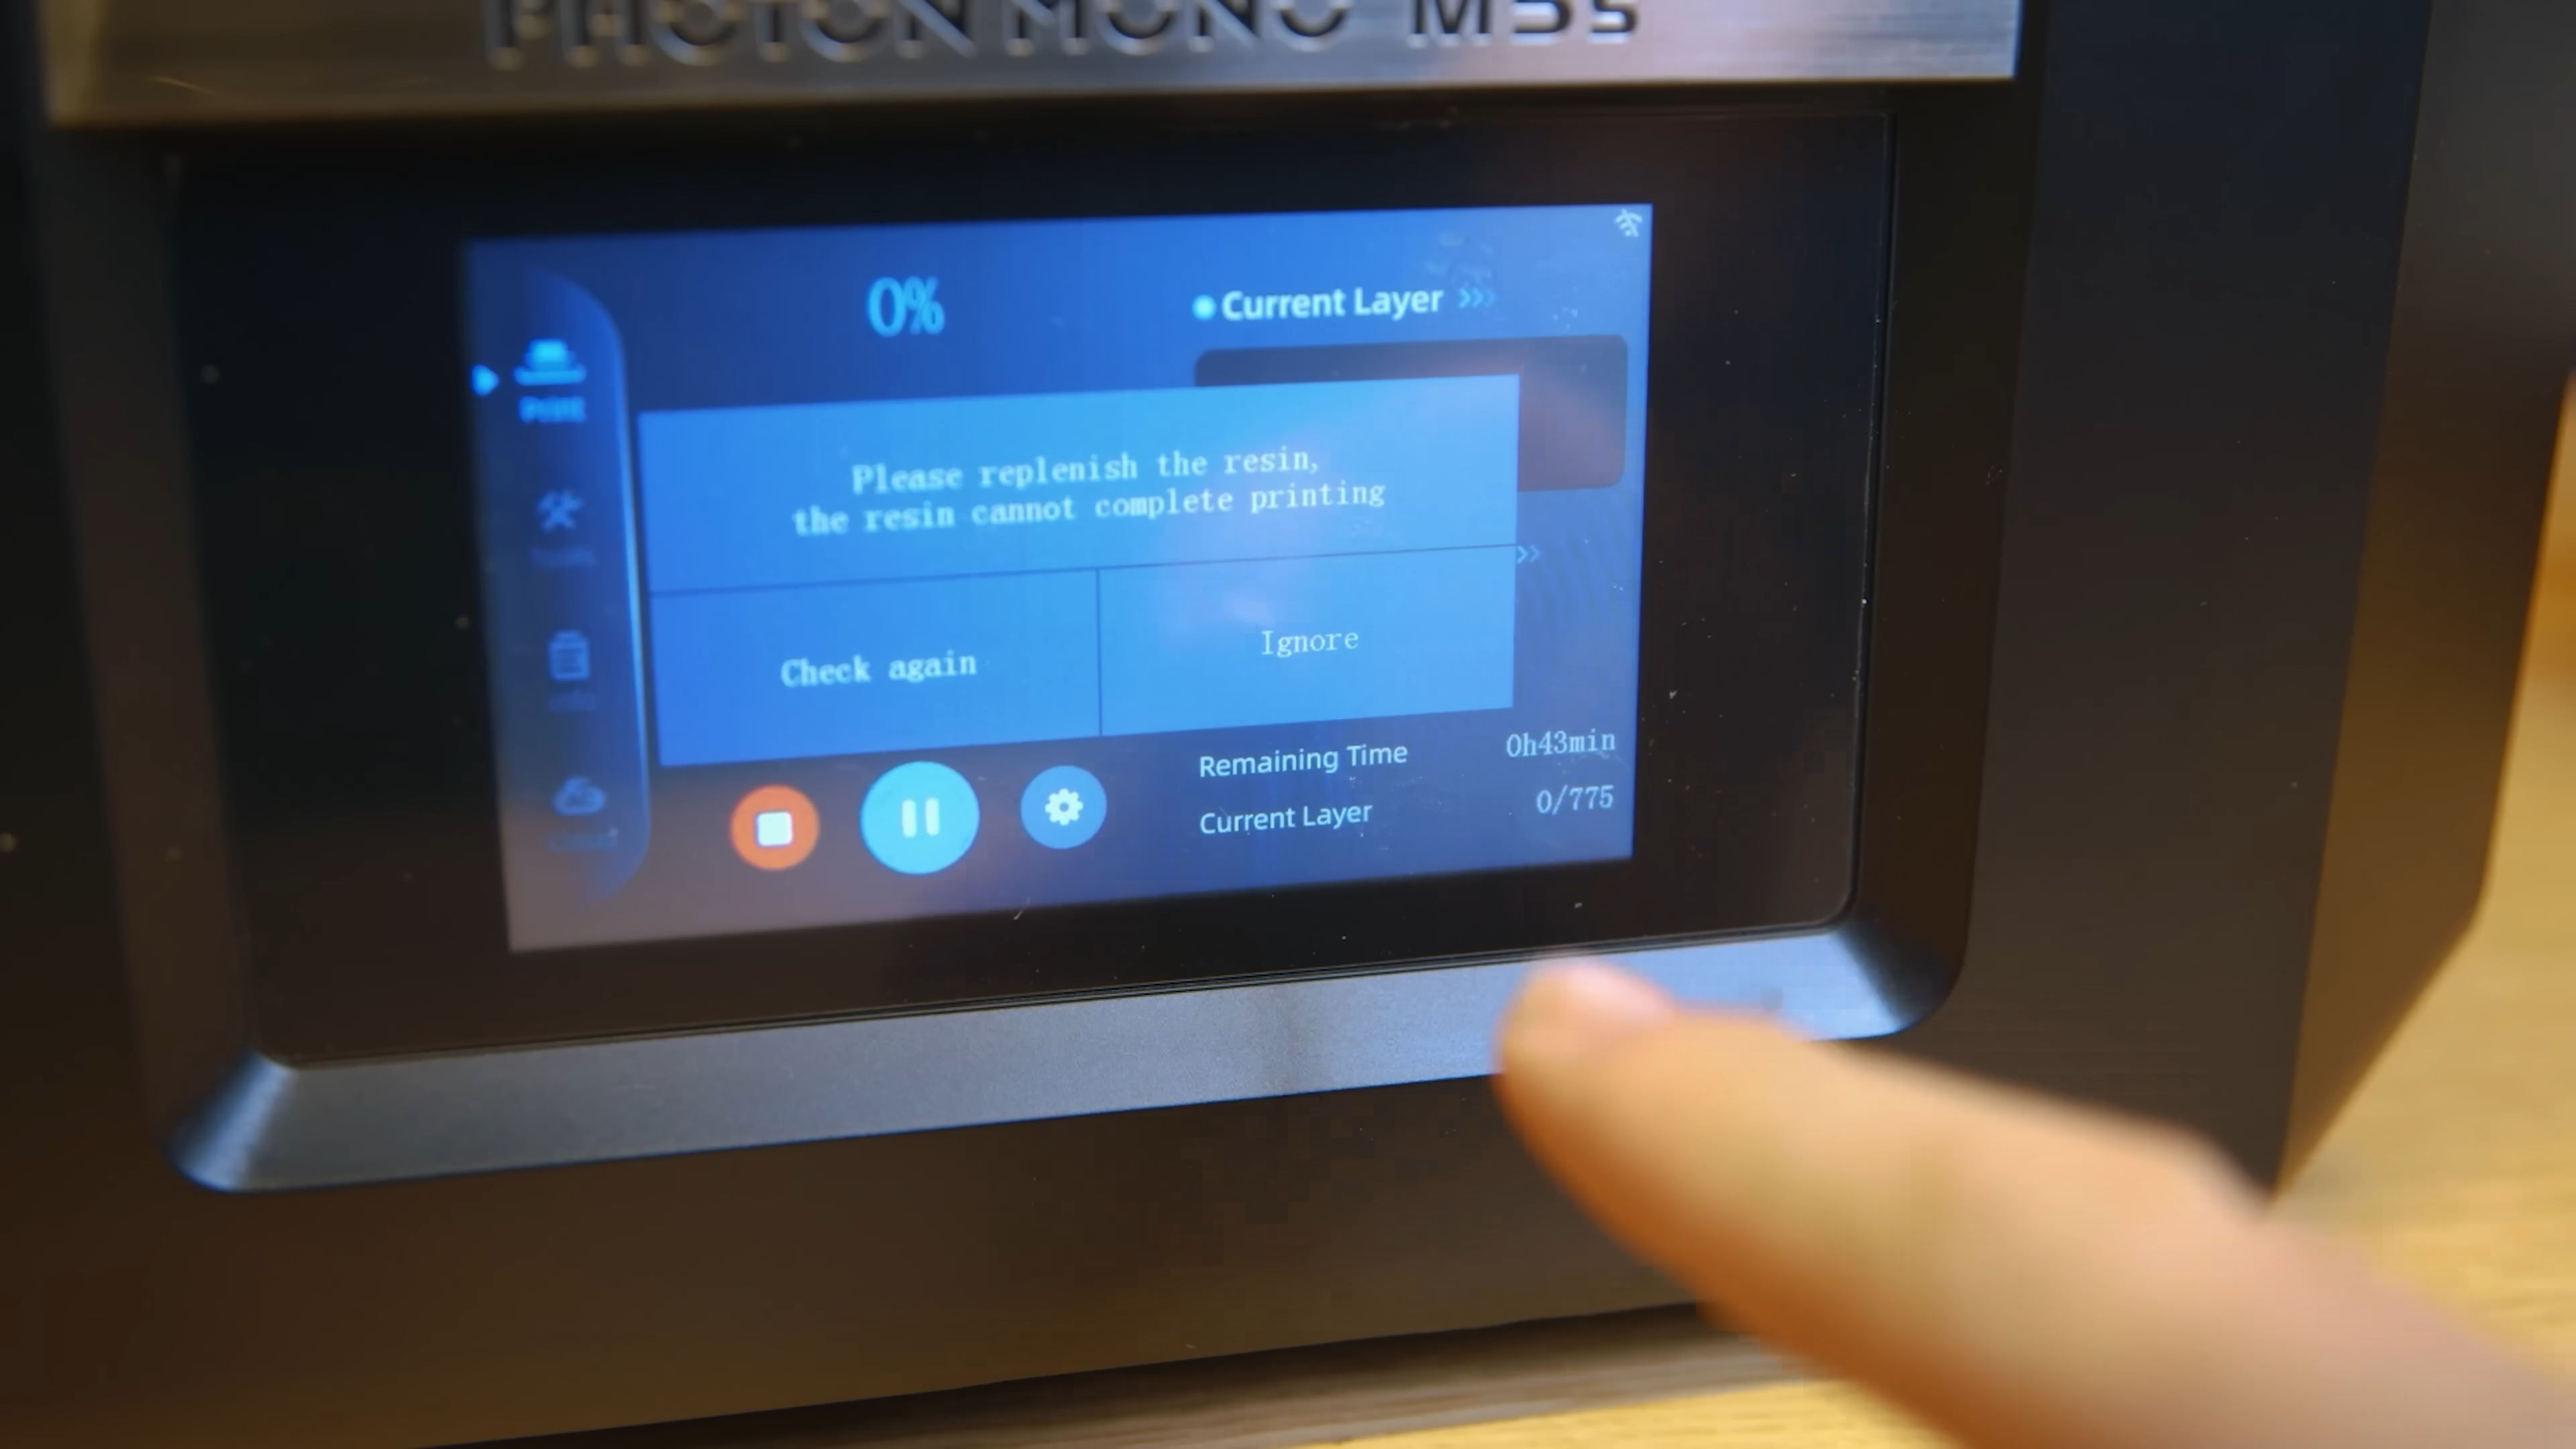 PHOTON MONO M5s
0%
Current Layer
Print
Please replenish the resin,
the resin cannot complete printing
Check again
Ignore
Remaining Time
0h43min
Current Layer
0/775